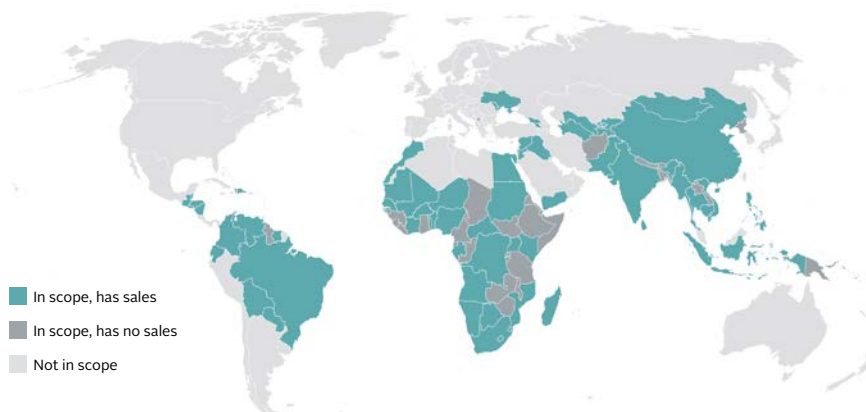 In scope, has sales
In scope, has no sales
Not in scope